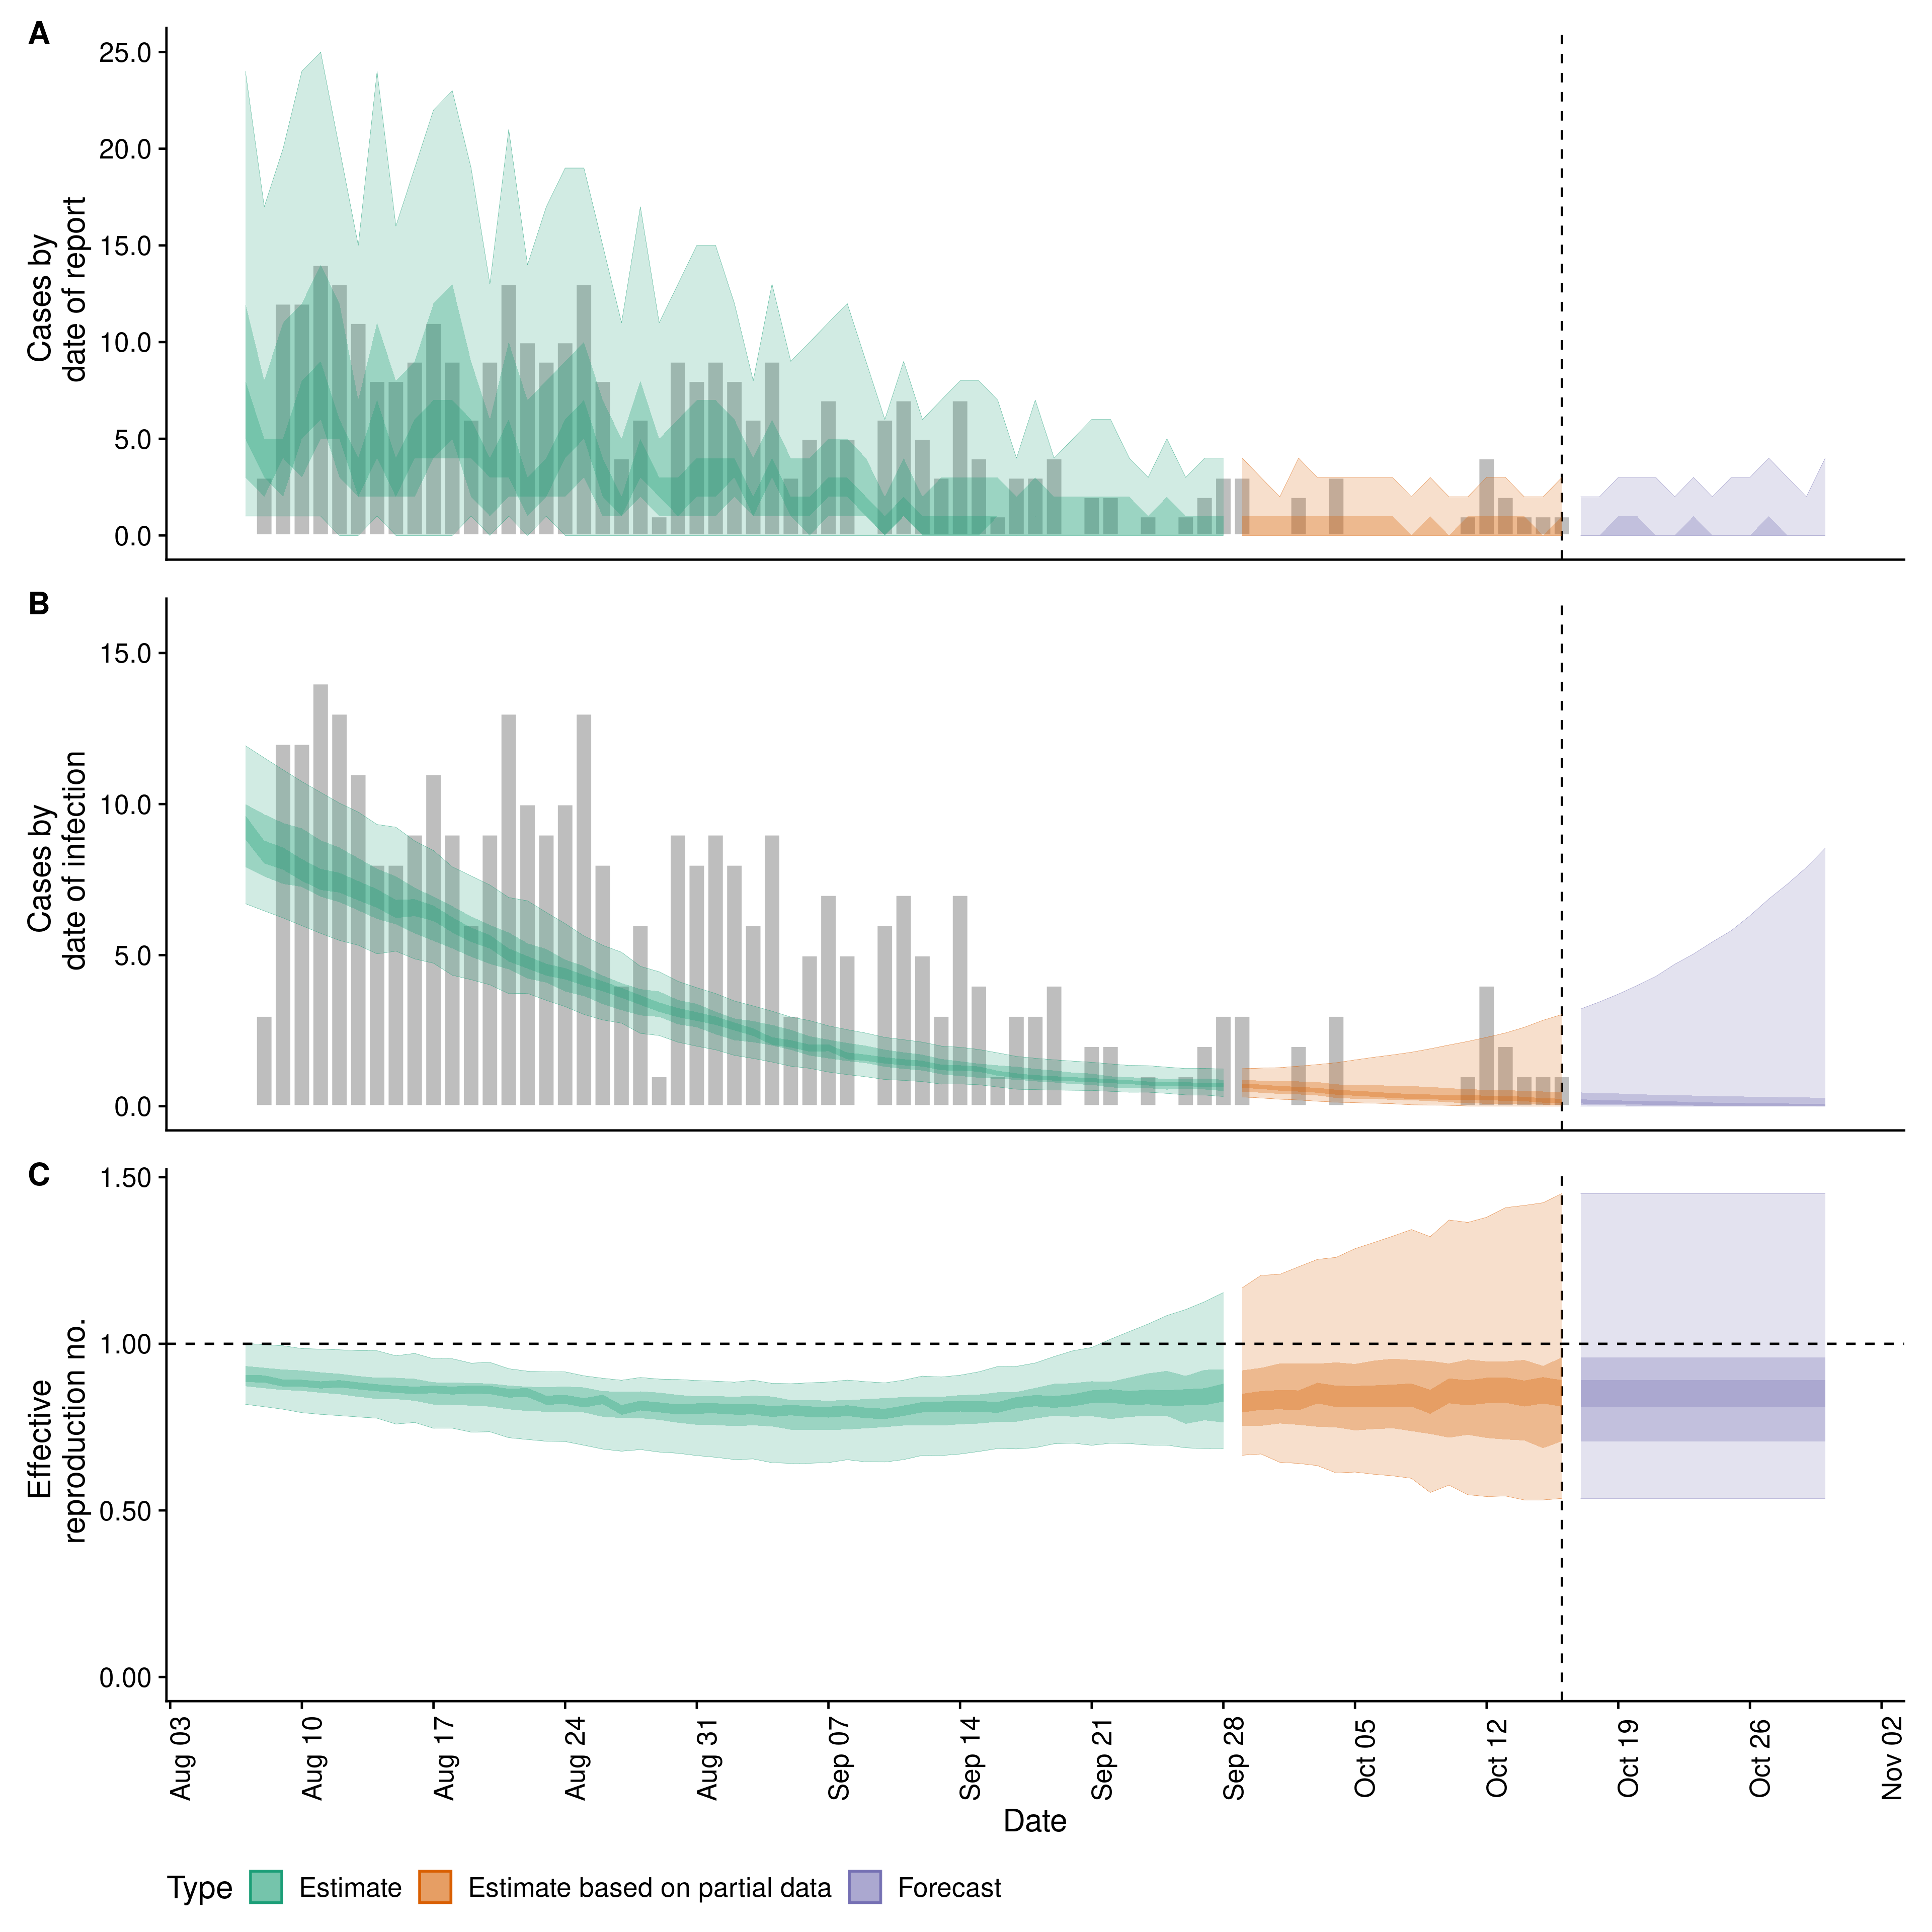 A
25.0
20.0
15.0
10.0
5.0
0.0
Cases by
date of report
B
15.0
10.0
5.0
0.0
Cases by
date of infection
C
1.50
1.00
0.50
0.00
Effective
reproduction no.
Aug 03
Aug 10
Aug 17
Aug 24
Aug 31
Sep 07
Sep 14
Sep 21
Sep 28
Oct 05
Oct 12
Oct 19
Oct 26
Nov 02
Date
Type Estimate Estimate based on partial data Forecast